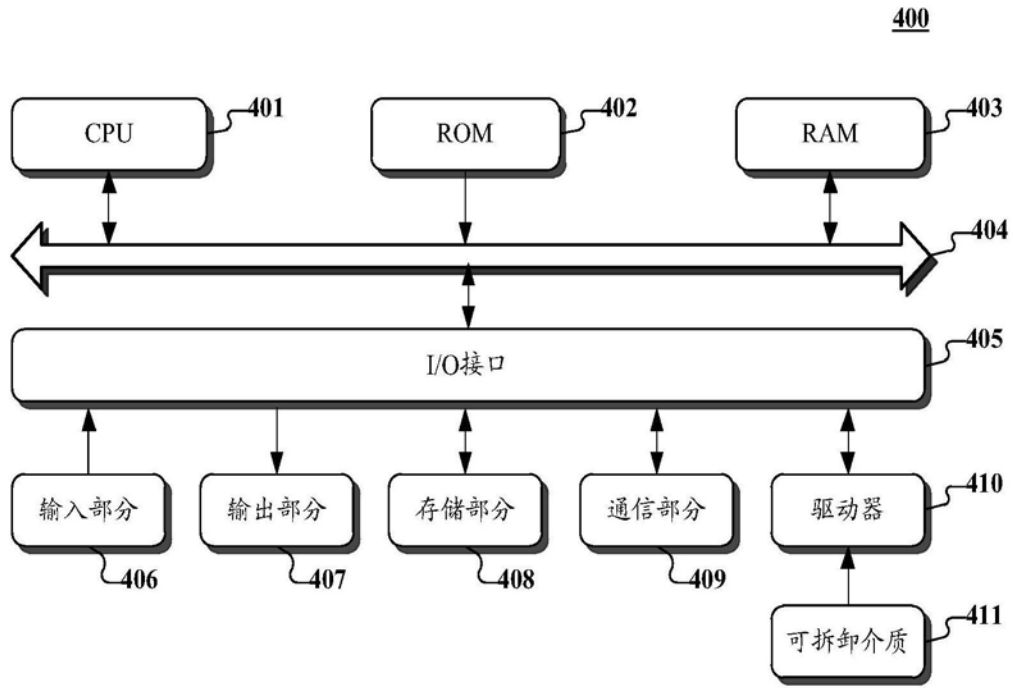 400
CPU
401
ROM
402
RAM
403
404
I/O接口
405
输入部分
406
输出部分
407
存储部分
408
通信部分
409
驱动器
410
可拆卸介质
411